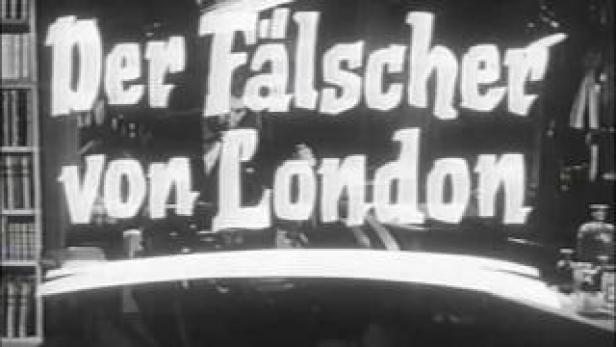 Der Fälscher
von London